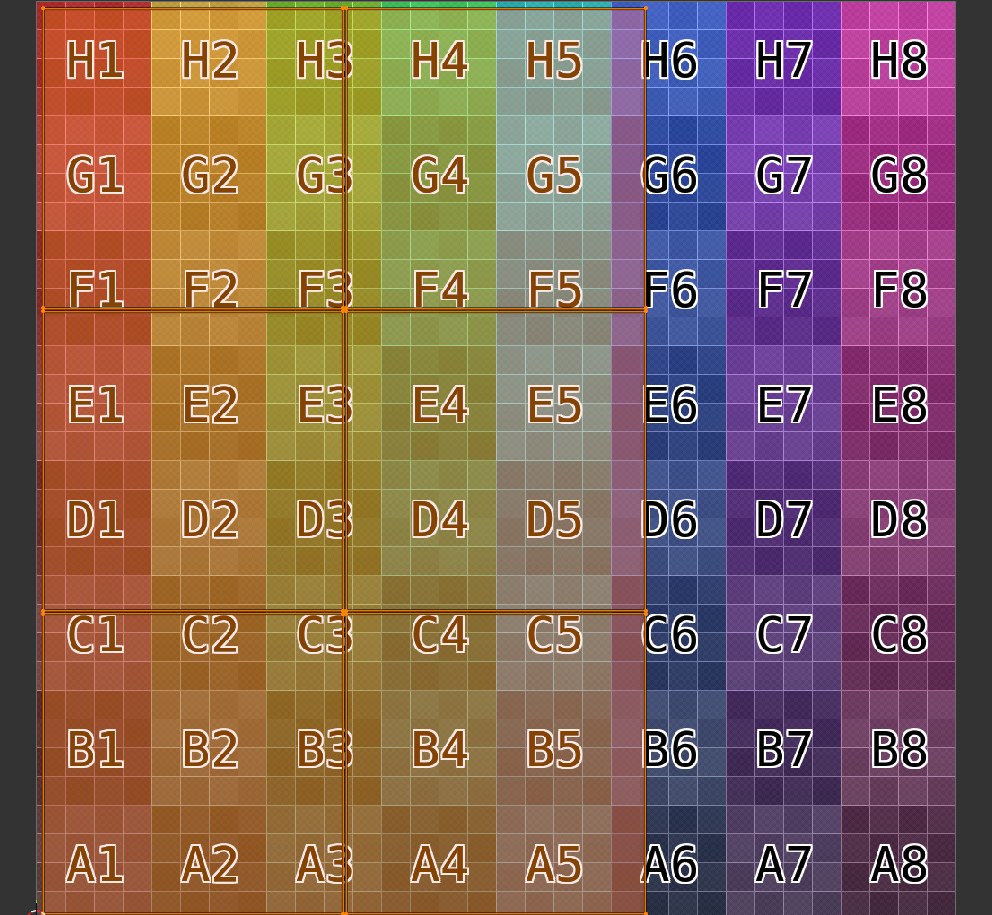 H1 H2 H3 H4 H5 H6 H7 H8
G1 G2 G3 G4 G5 G6 G7 G8
F1 F2 F3 F4 F5 F6 F7 F8
E1 E2 E3 E4 E5 E6 E7 E8
D1 D2 D3 D4 D5 D6 D7 D8
C1 C2 C3 C4 C5 C6 C7 C8
B1 B2 B3 B4 B5 B6 B7 B8
A1 A2 A3 A4 A5 A6 A7 A8